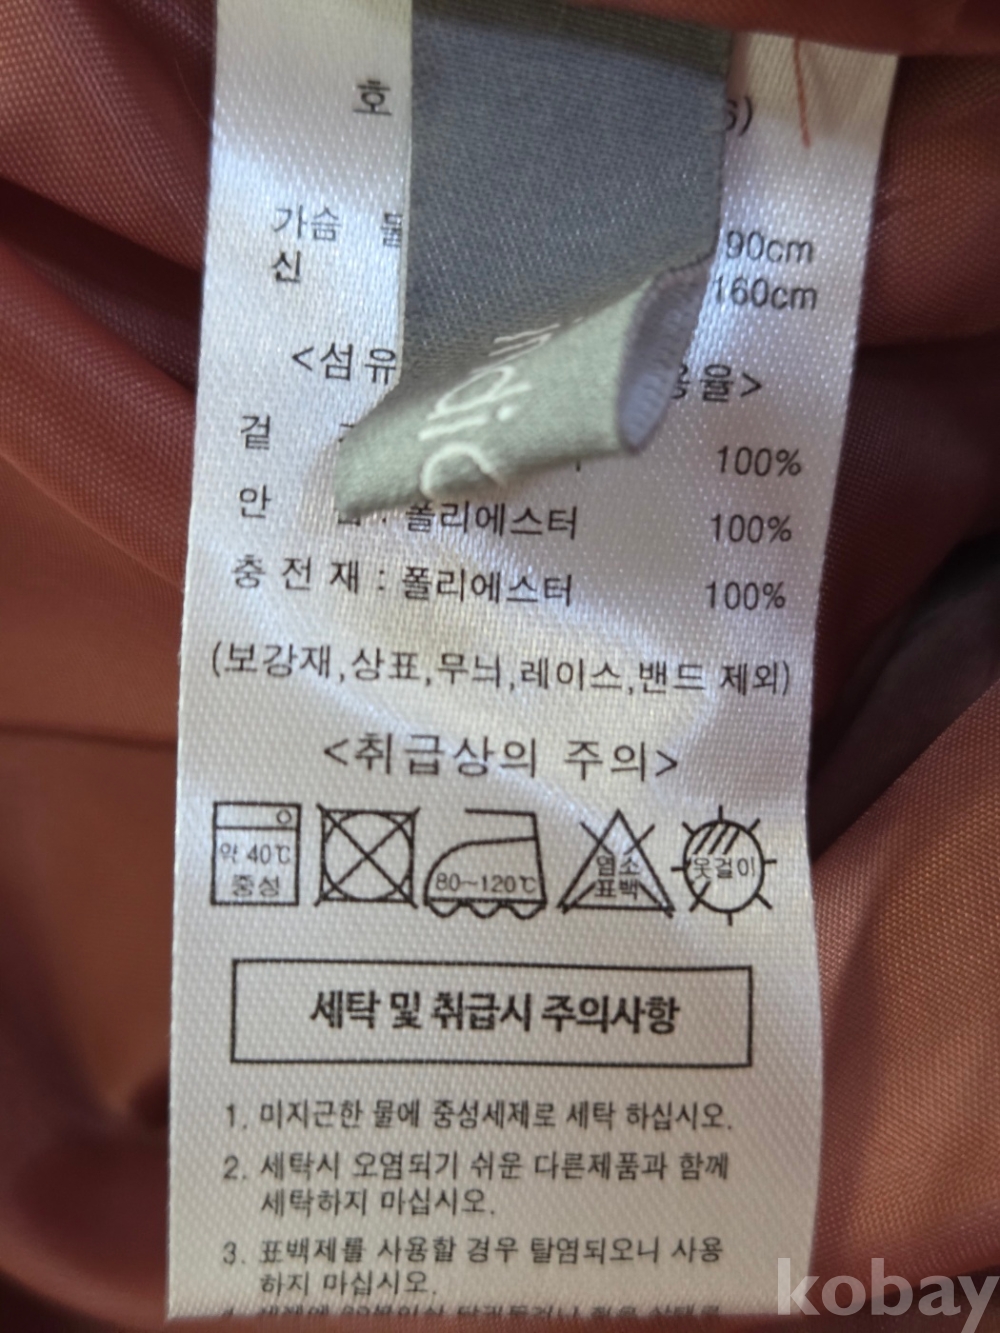 호 S)
가슴 둘 90cm
신 160cm
<섬유 용율>
겉 100%
안 감 : 폴리에스터 100%
충 전 재 : 폴리에스터 100%
(보강재,상표,무늬,레이스,밴드 제외)
<취급상의 주의>
약 40℃
중성
80~120℃
염소
표백
옷걸이
세탁 및 취급시 주의사항
1. 미지근한 물에 중성세제로 세탁 하십시오.
2. 세탁시 오염되기 쉬운 다른제품과 함께
세탁하지 마십시오.
3. 표백제를 사용할 경우 탈염되오니 사용
하지 마십시오.
kobay